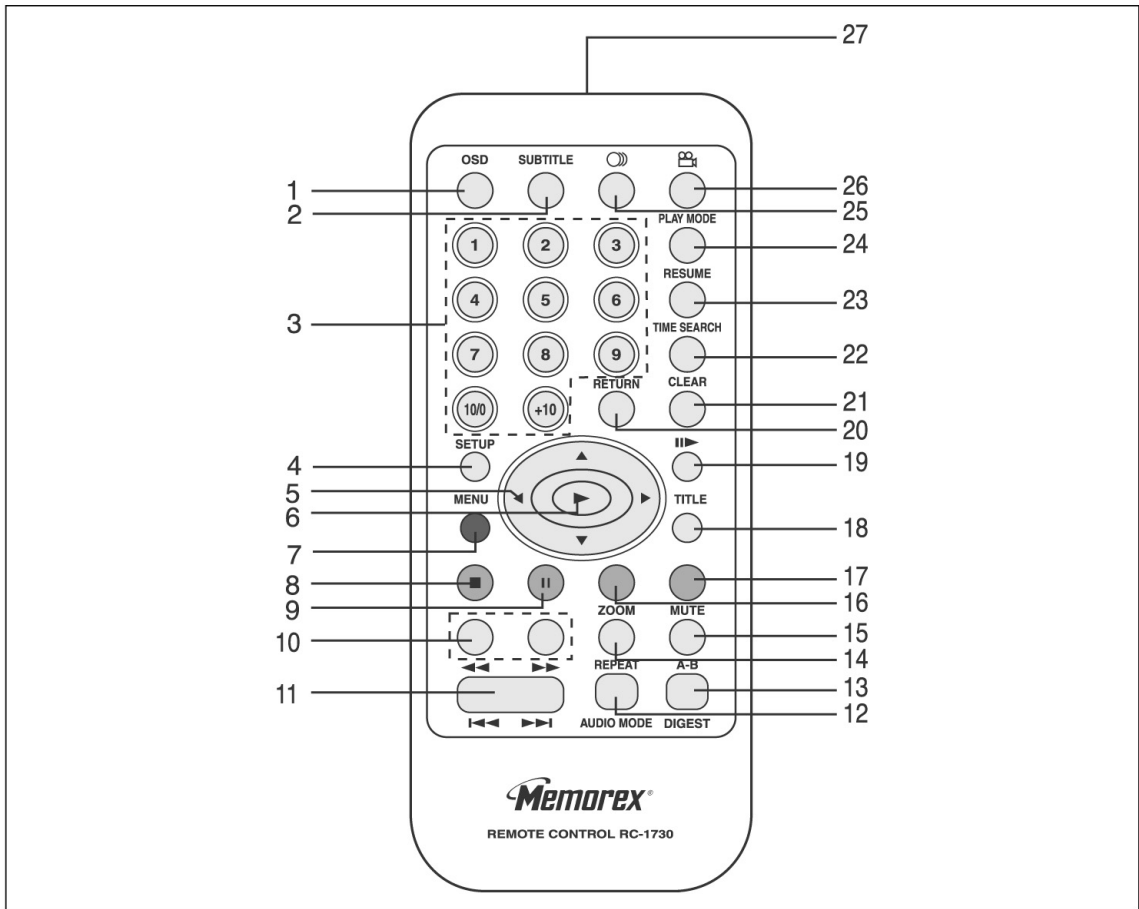 27
OSD SUBTITLE
1 26
2 25
PLAY MODE
1 2 3 24
RESUME
4 5 6 23
3
TIME SEARCH
7 8 9 22
RETURN CLEAR
10/0 +10 21
20
SETUP
4 19
5 MENU TITLE
6
7 18
8 17
9 16
ZOOM MUTE
10 15
14
REPEAT A-B
11 13
12
AUDIO MODE DIGEST
Memorex®
REMOTE CONTROL RC-1730